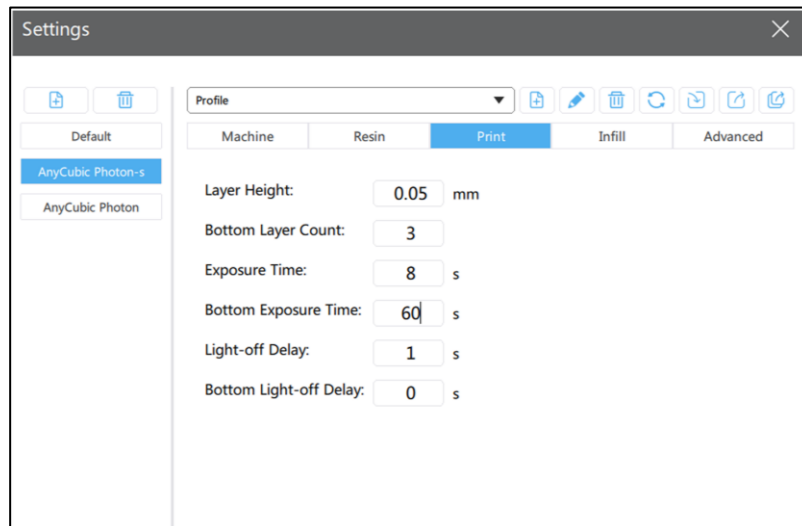 Settings
Profile
Default
Machine Resin Print Infill Advanced
AnyCubic Photon-s
AnyCubic Photon
Layer Height: 0.05 mm
Bottom Layer Count: 3
Exposure Time: 8 s
Bottom Exposure Time: 60 s
Light-off Delay: 1 s
Bottom Light-off Delay: 0 s